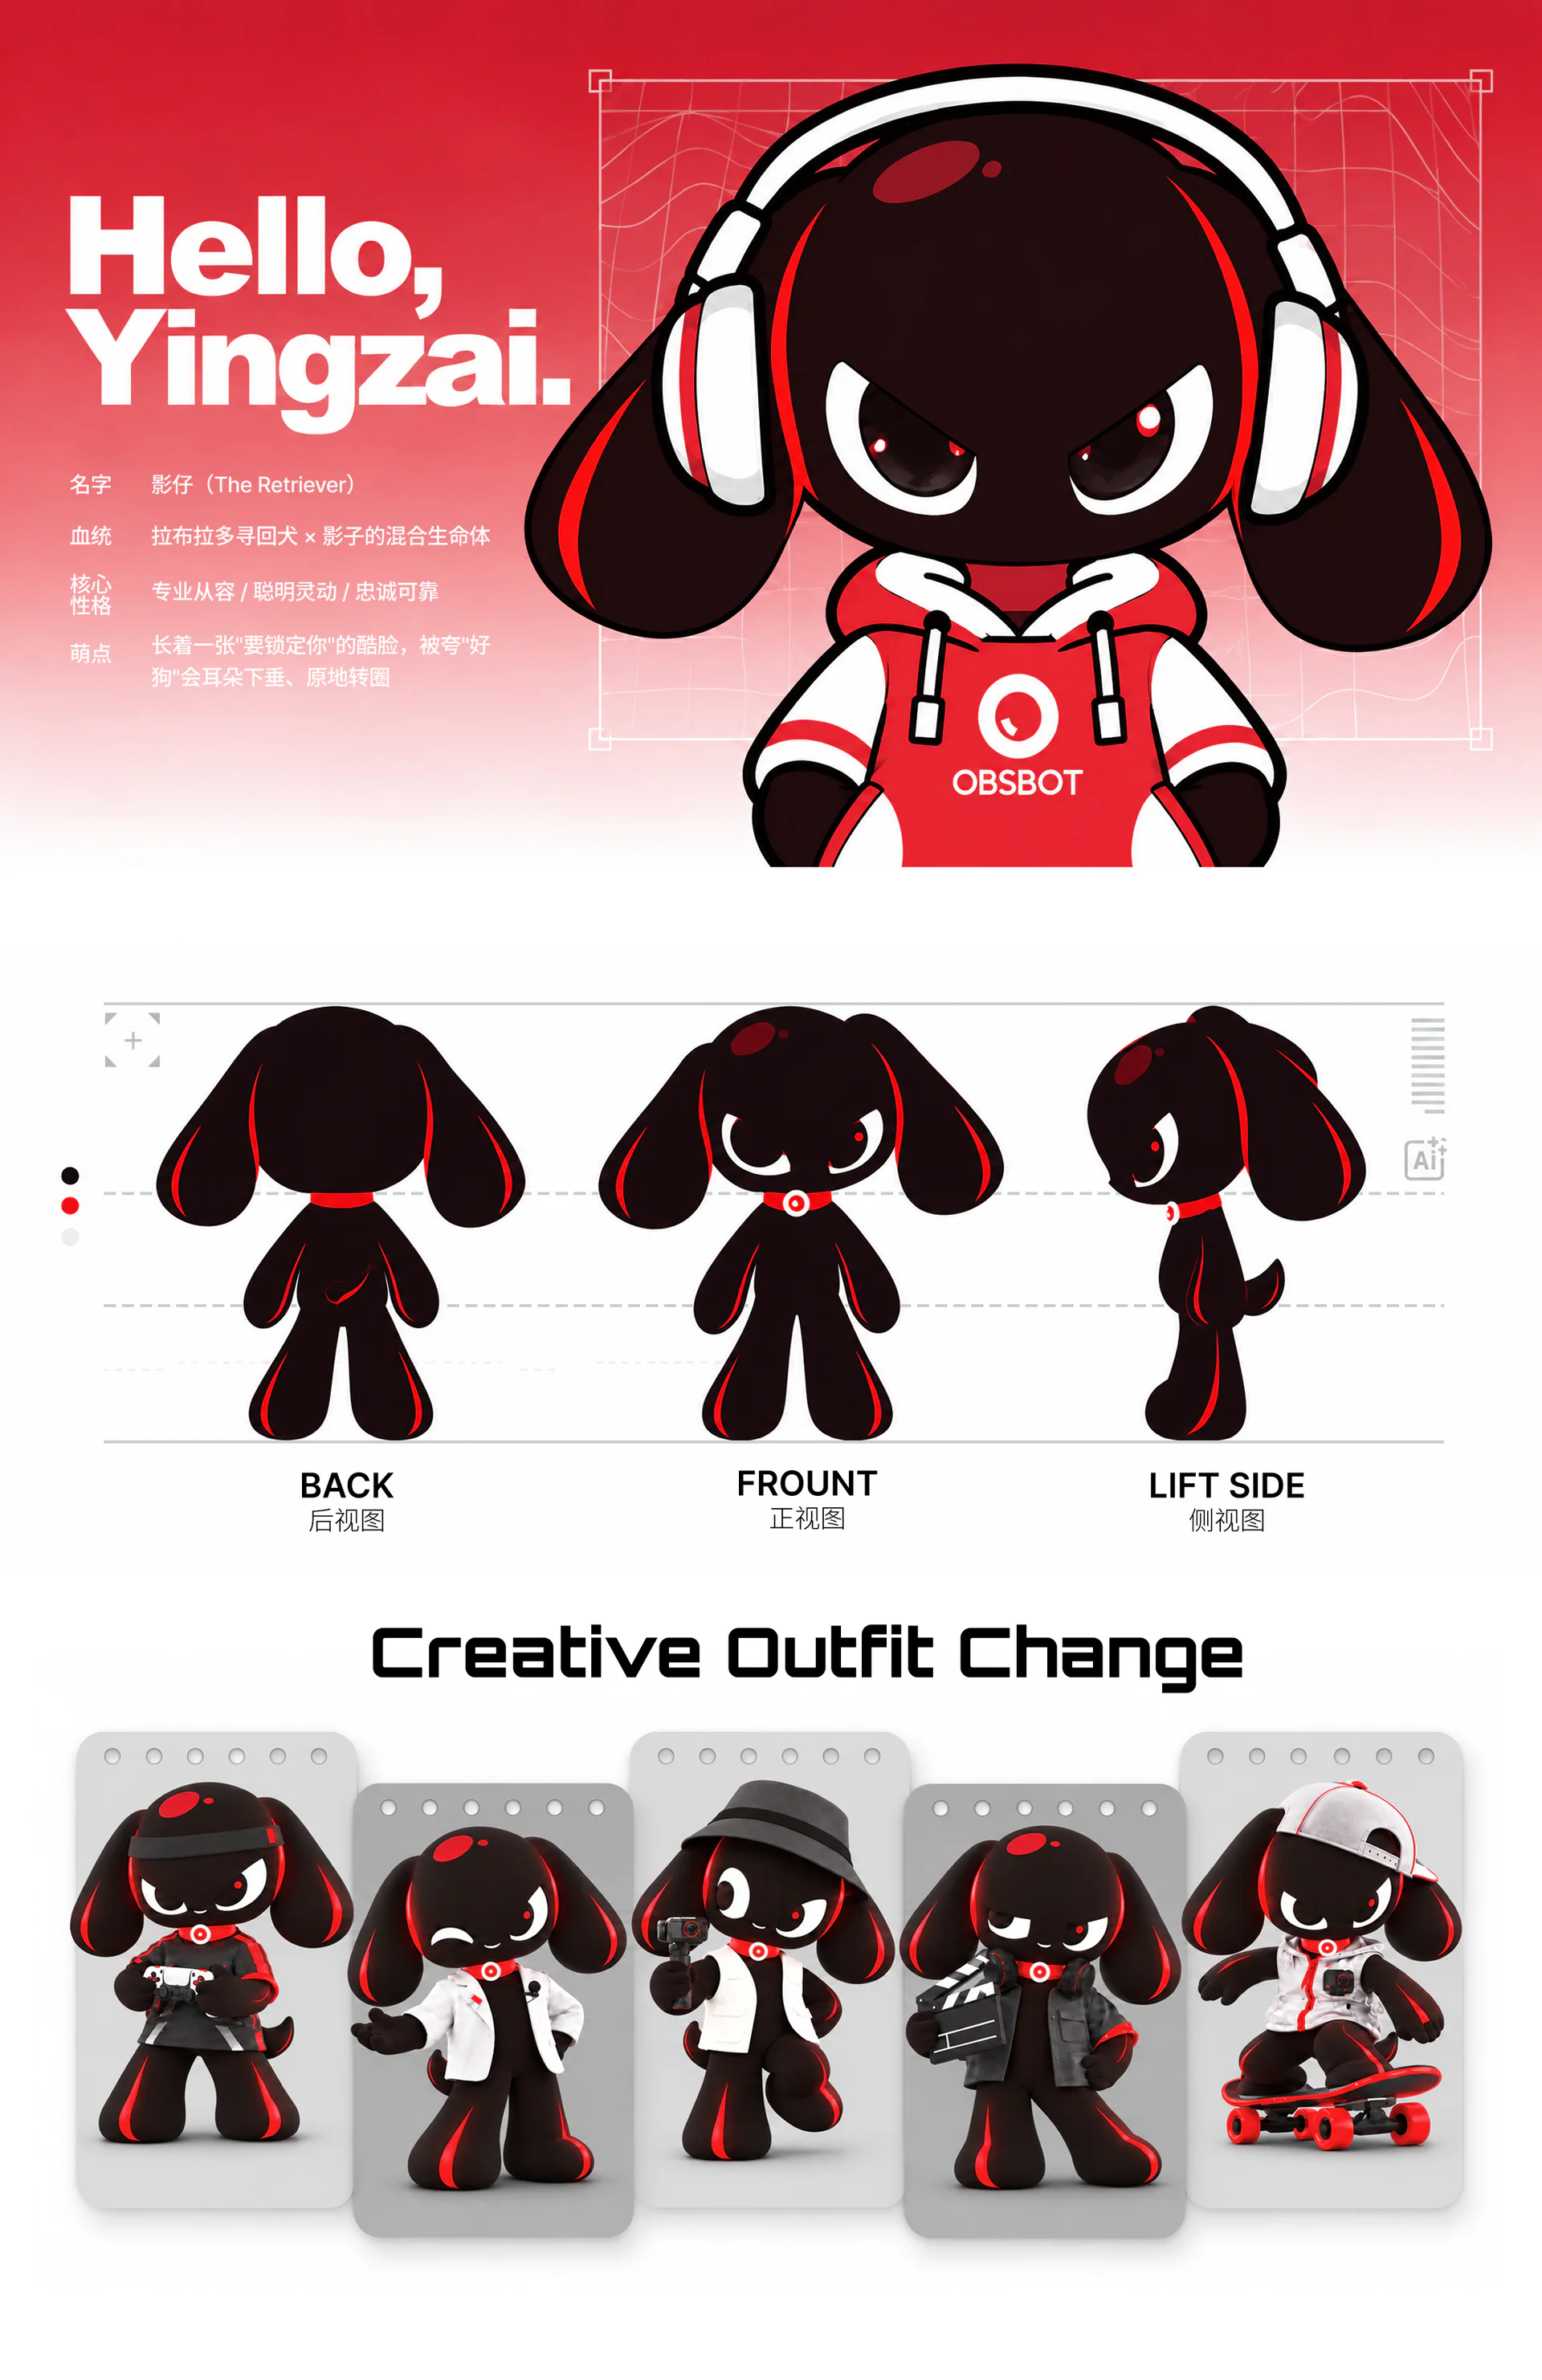 Hello,
Yingzai.
名字 影仔（The Retriever）
血统 拉布拉多寻回犬 × 影子的混合生命体
核心
性格 专业从容 / 聪明灵动 / 忠诚可靠
萌点 长着一张"要锁定你"的酷脸，被夸"好
狗"会耳朵下垂、原地转圈
OBSBOT
Ai
BACK
后视图
FROUNT
正视图
LIFT SIDE
侧视图
Creative Outfit Change